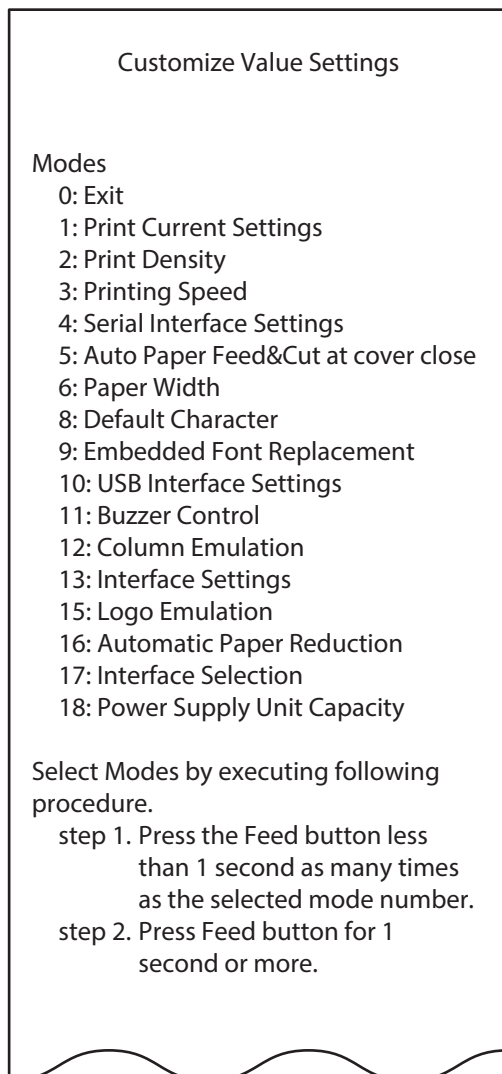 Customize Value Settings
Modes
0: Exit
1: Print Current Settings
2: Print Density
3: Printing Speed
4: Serial Interface Settings
5: Auto Paper Feed&Cut at cover close
6: Paper Width
8: Default Character
9: Embedded Font Replacement
10: USB Interface Settings
11: Buzzer Control
12: Column Emulation
13: Interface Settings
15: Logo Emulation
16: Automatic Paper Reduction
17: Interface Selection
18: Power Supply Unit Capacity
Select Modes by executing following
procedure.
step 1. Press the Feed button less
than 1 second as many times
as the selected mode number.
step 2. Press Feed button for 1
second or more.